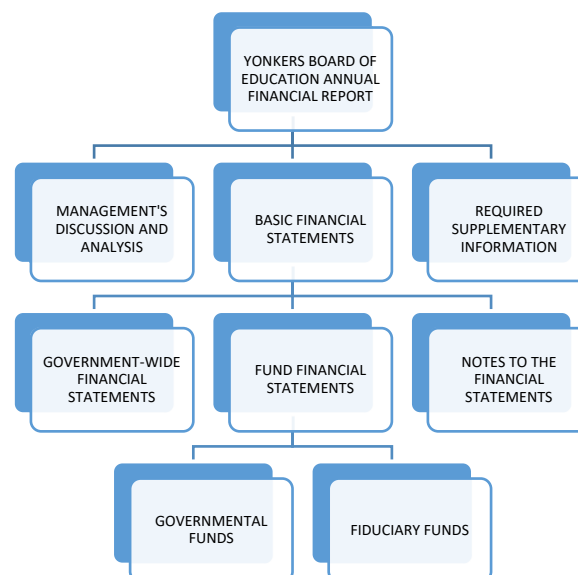 YONKERS BOARD OF
EDUCATION ANNUAL
FINANCIAL REPORT
MANAGEMENT'S
DISCUSSION AND
ANALYSIS
BASIC FINANCIAL
STATEMENTS
REQUIRED
SUPPLEMENTARY
INFORMATION
GOVERNMENT-WIDE
FINANCIAL
STATEMENTS
FUND FINANCIAL
STATEMENTS
NOTES TO THE
FINANCIAL
STATEMENTS
GOVERNMENTAL
FUNDS
FIDUCIARY FUNDS